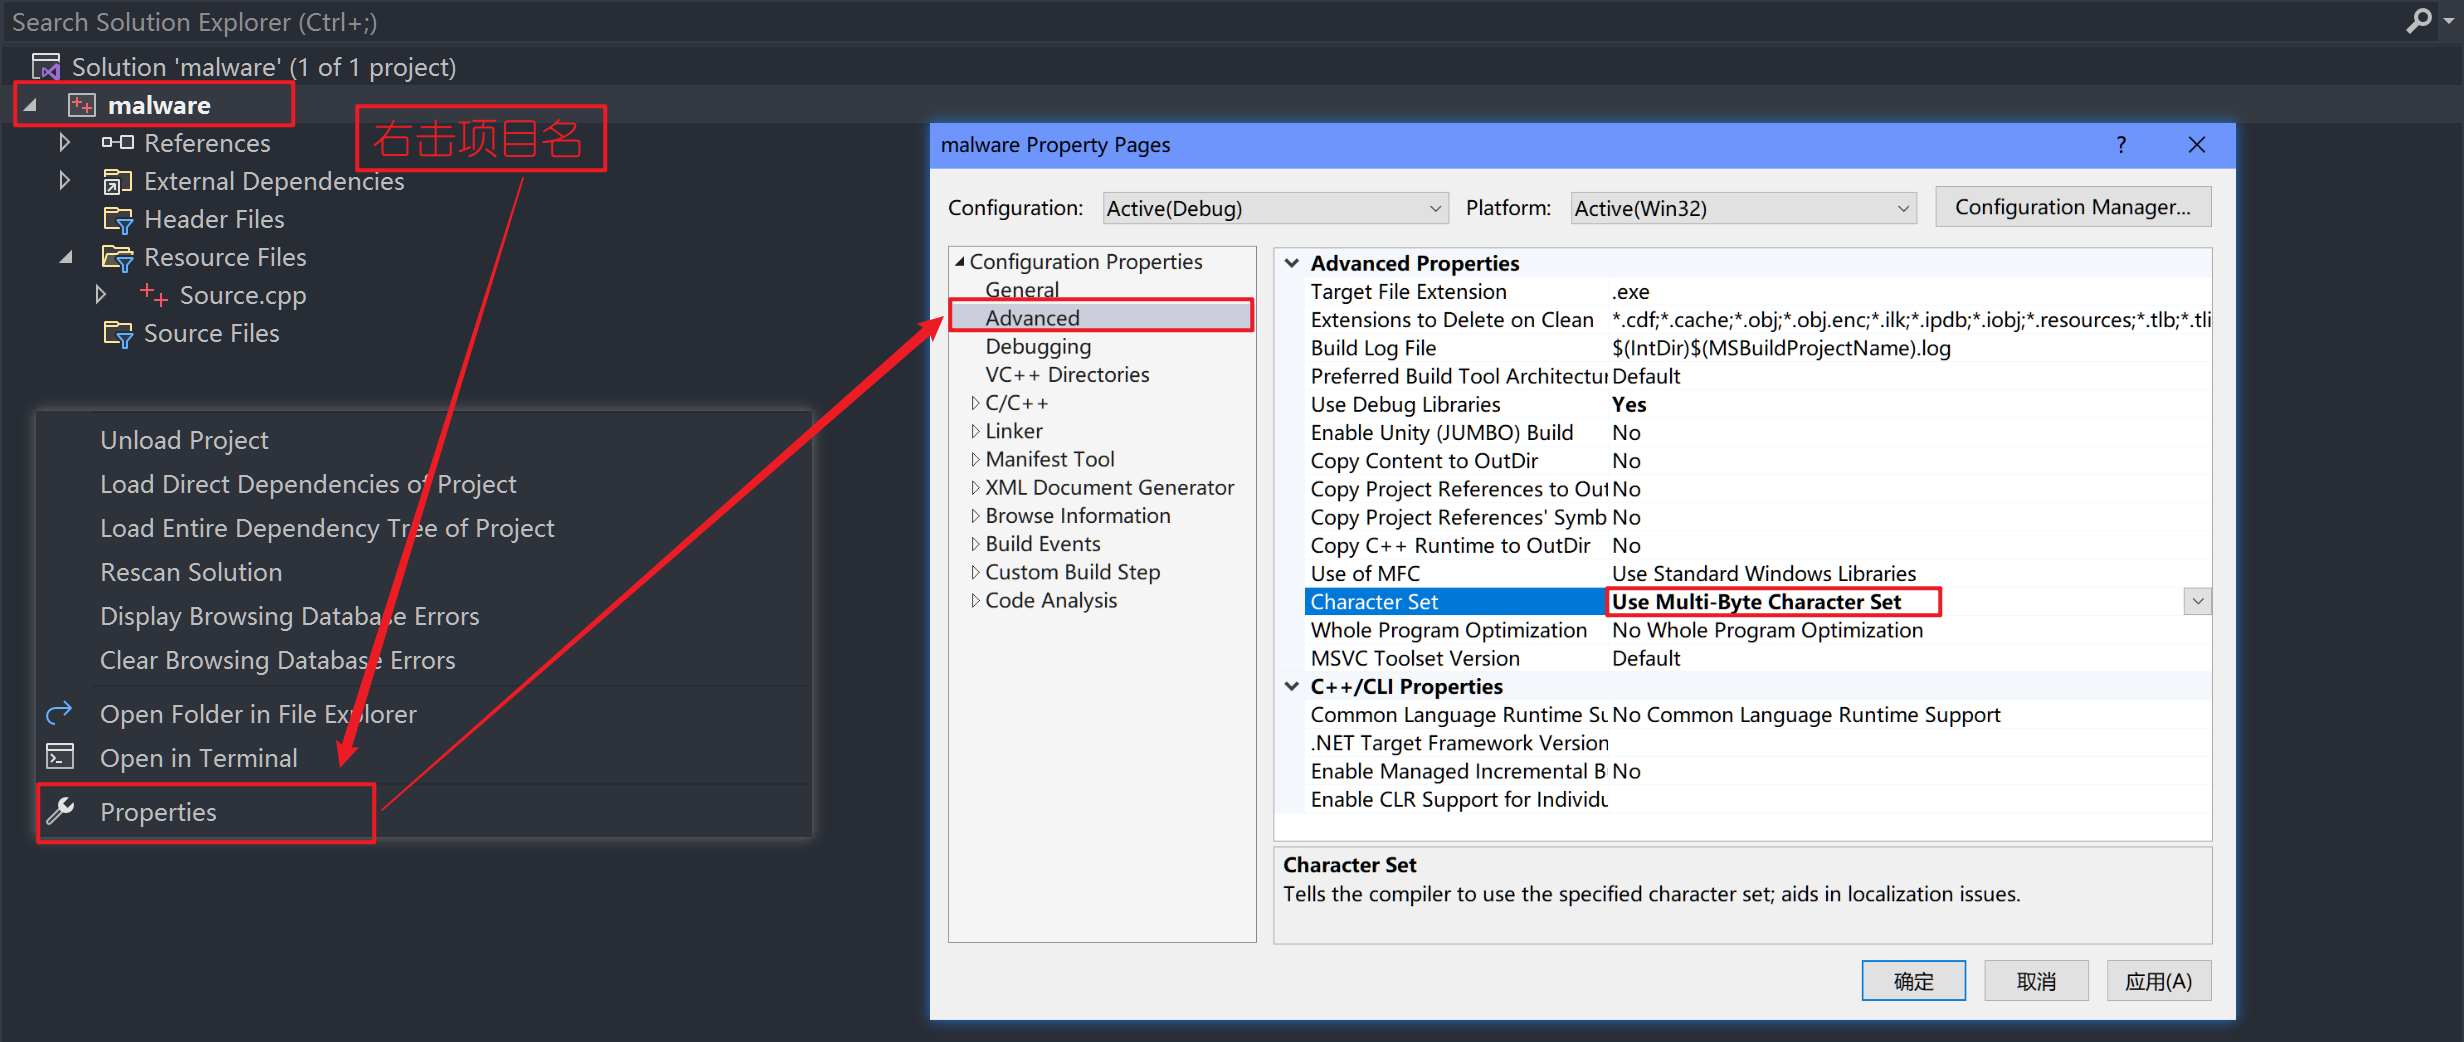 Search Solution Explorer (Ctrl+;)
Solution 'malware' (1 of 1 project)
malware
References
External Dependencies
Header Files
Resource Files
Source.cpp
Source Files
右击项目名
Unload Project
Load Direct Dependencies of Project
Load Entire Dependency Tree of Project
Rescan Solution
Display Browsing Database Errors
Clear Browsing Database Errors
Open Folder in File Explorer
Open in Terminal
Properties
malware Property Pages
?
Configuration: Active(Debug) Platform: Active(Win32) Configuration Manager...
Configuration Properties
General
Advanced
Debugging
VC++ Directories
C/C++
Linker
Manifest Tool
XML Document Generator
Browse Information
Build Events
Custom Build Step
Code Analysis
Advanced Properties
Target File Extension .exe
Extensions to Delete on Clean *.cdf;*.cache;*.obj;*.obj.enc;*.ilk;*.ipdb;*.iobj;*.resources;*.tlb;*.tli
Build Log File $(IntDir)$(MSBuildProjectName).log
Preferred Build Tool Architectur Default
Use Debug Libraries Yes
Enable Unity (JUMBO) Build No
Copy Content to OutDir No
Copy Project References to Out No
Copy Project References' Symb No
Copy C++ Runtime to OutDir No
Use of MFC Use Standard Windows Libraries
Character Set Use Multi-Byte Character Set
Whole Program Optimization No Whole Program Optimization
MSVC Toolset Version Default
C++/CLI Properties
Common Language Runtime Su No Common Language Runtime Support
.NET Target Framework Version
Enable Managed Incremental B No
Enable CLR Support for Individu
Character Set
Tells the compiler to use the specified character set; aids in localization issues.
确定 取消 应用(A)